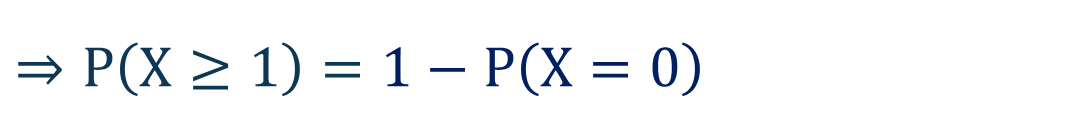 ⇒ P(X ≥ 1) = 1 − P(X = 0)